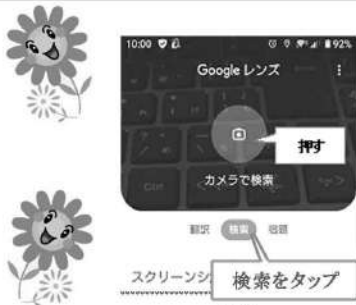 10:00 92%
Google レンズ
押す
カメラで検索
翻訳 検索 宿題
スクリーンシ
検索をタップ